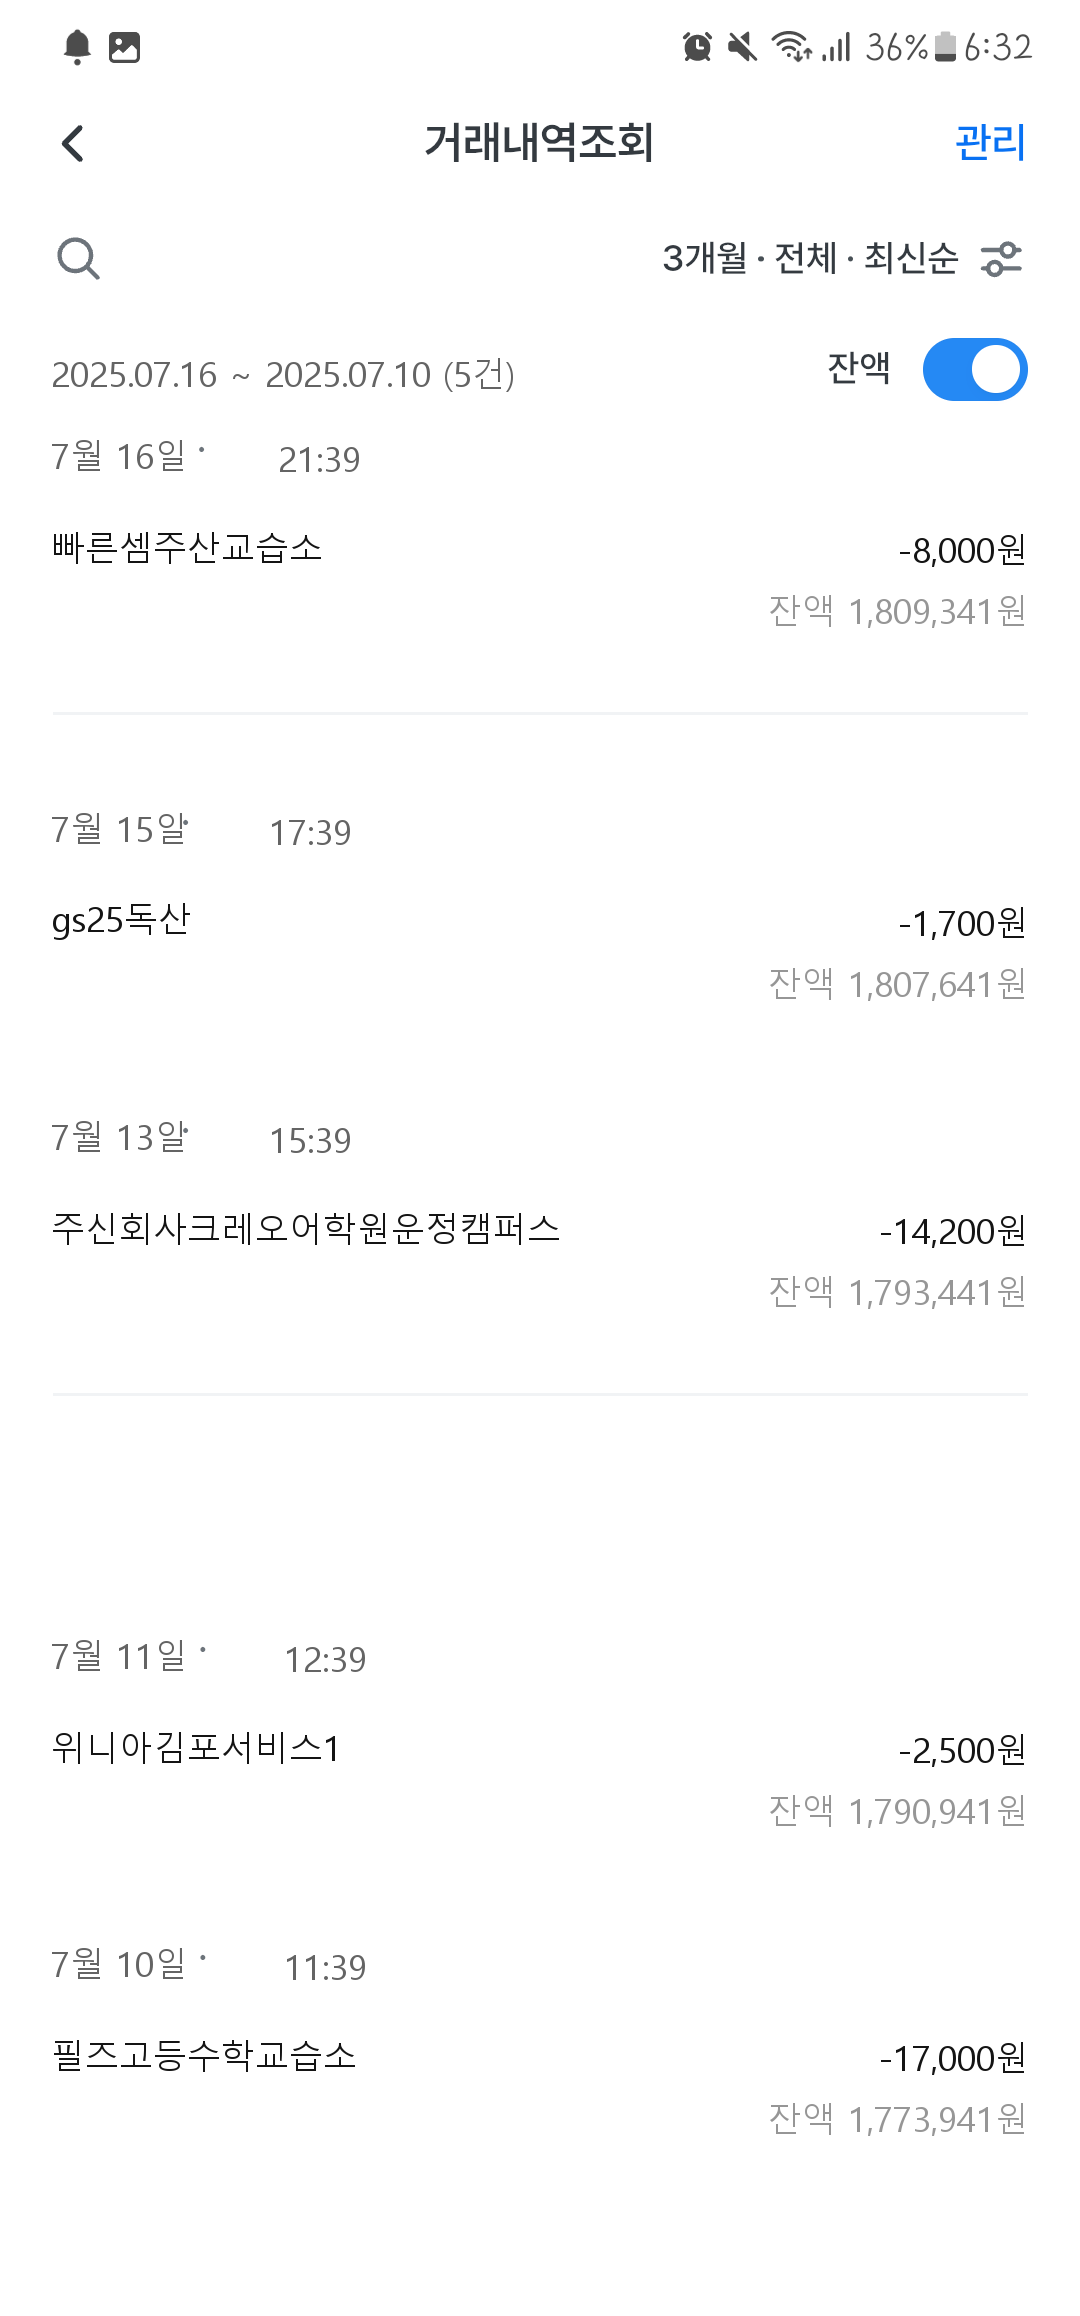 36% 6:32
거래내역조회
관리
3개월 · 전체 · 최신순
2025.07.16 ~ 2025.07.10 (5건)
잔액
7월 16일 · 21:39
빠른셈주산교습소
-8,000원
잔액 1,809,341원
7월 15일· 17:39
gs25독산
-1,700원
잔액 1,807,641원
7월 13일· 15:39
주신회사크레오어학원운정캠퍼스
-14,200원
잔액 1,793,441원
7월 11일 · 12:39
위니아김포서비스1
-2,500원
잔액 1,790,941원
7월 10일 · 11:39
필즈고등수학교습소
-17,000원
잔액 1,773,941원